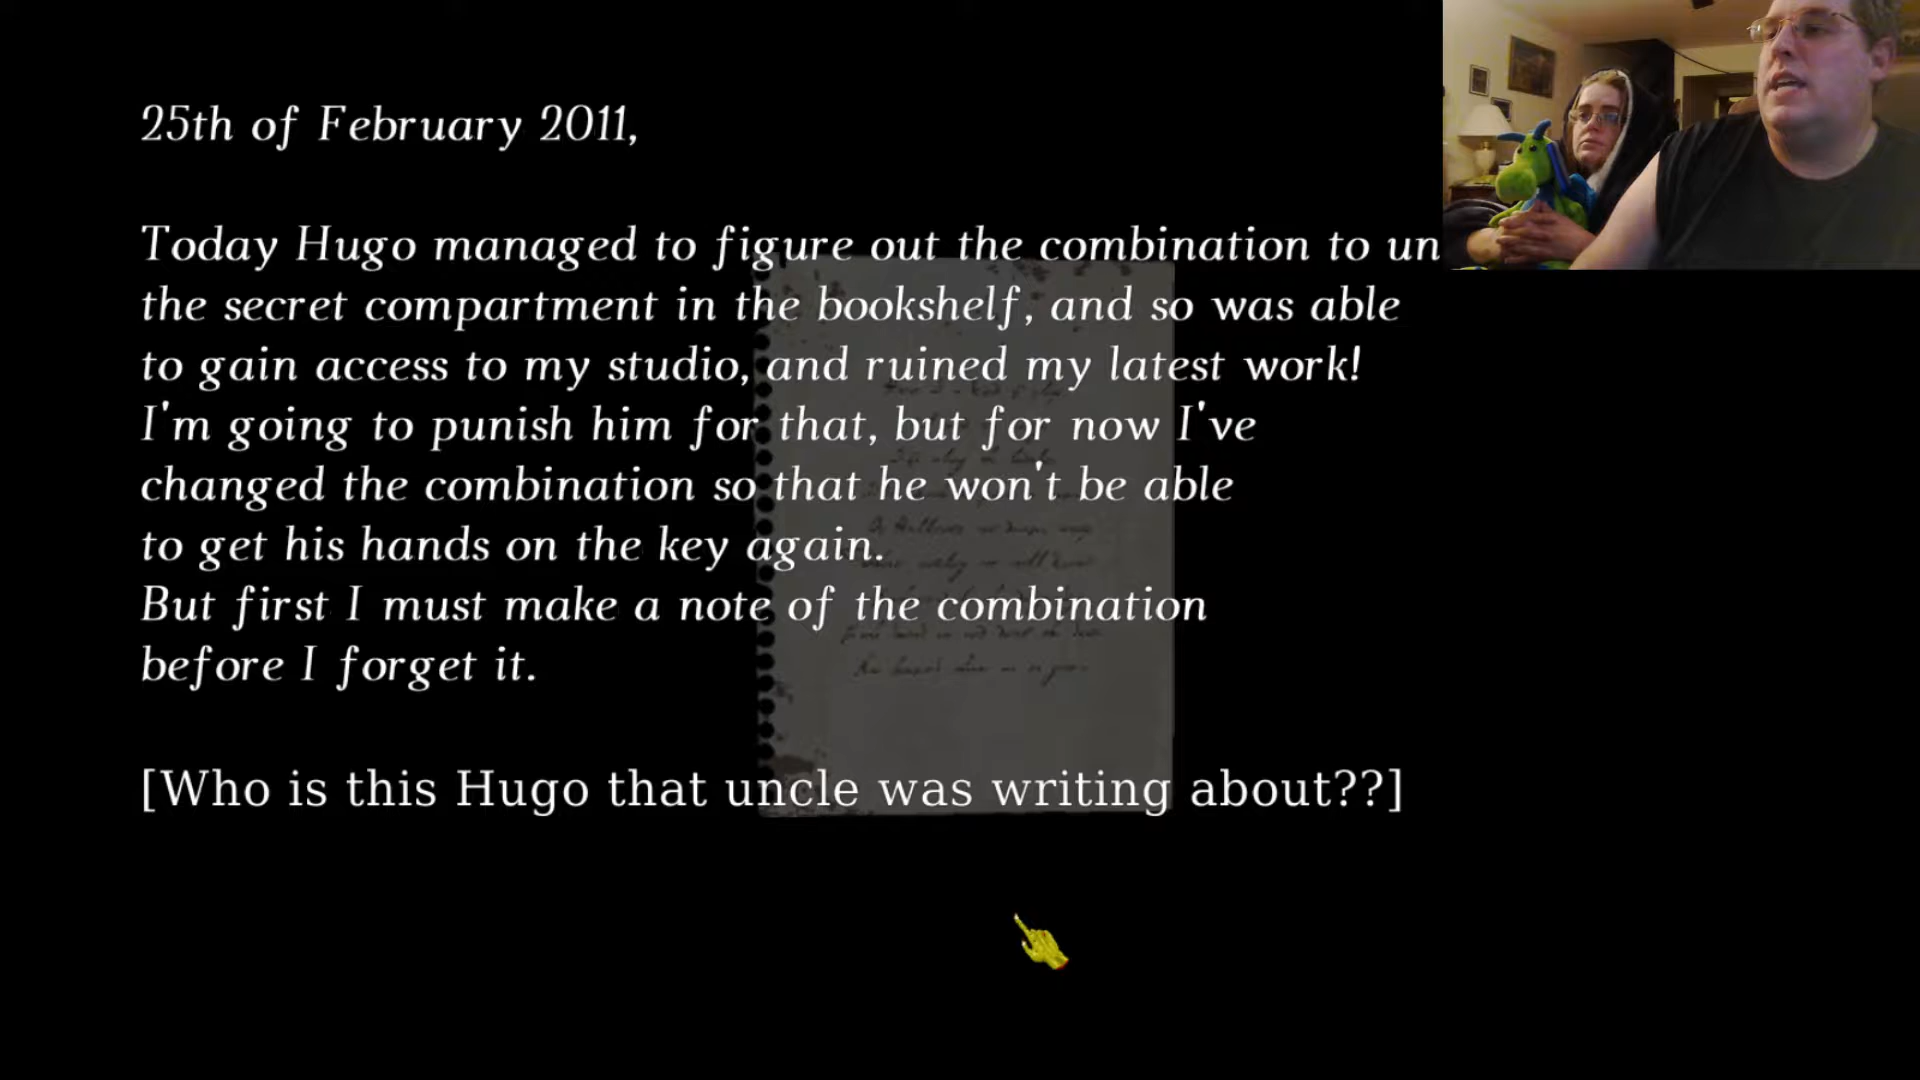 25th of February 2011,
Today Hugo managed to figure out the combination to un
the secret compartment in the bookshelf, and so was able
to gain access to my studio, and ruined my latest work!
I'm going to punish him for that, but for now I've
changed the combination so that he won't be able
to get his hands on the key again.
But first I must make a note of the combination
before I forget it.
[Who is this Hugo that uncle was writing about??]